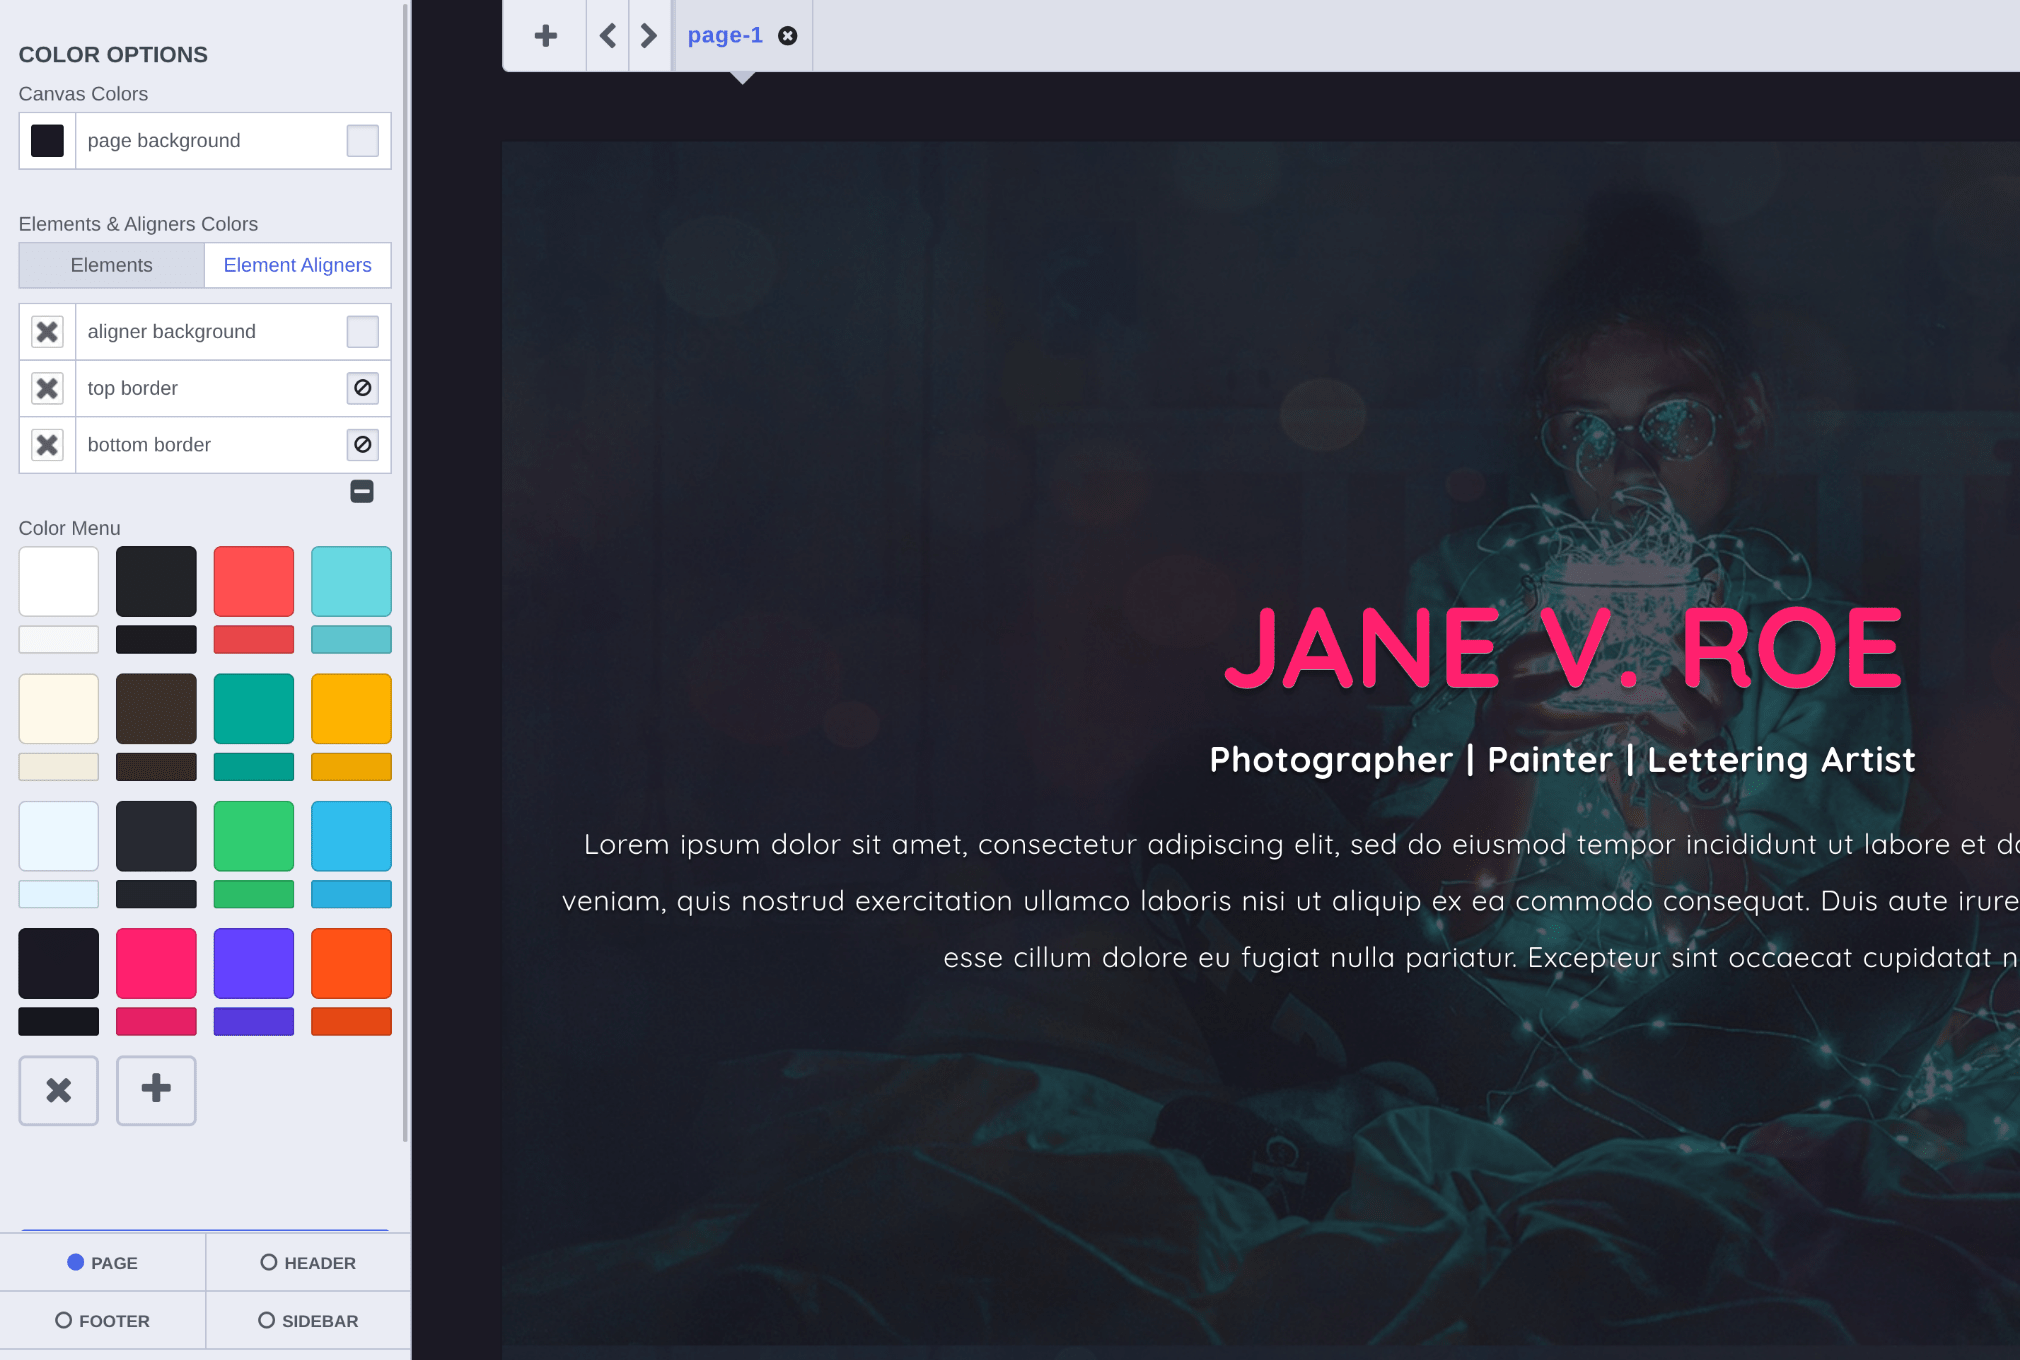 COLOR OPTIONS
Canvas Colors
page background
Elements & Aligners Colors
Elements
Element Aligners
aligner background
top border
bottom border
Color Menu
PAGE
HEADER
FOOTER
SIDEBAR
page-1
JANE V. ROE
Photographer | Painter | Lettering Artist
Lorem ipsum dolor sit amet, consectetur adipiscing elit, sed do eiusmod tempor incididunt ut labore et
veniam, quis nostrud exercitation ullamco laboris nisi ut aliquip ex ea commodo consequat. Duis aute irure
esse cillum dolore eu fugiat nulla pariatur. Excepteur sint occaecat cupidatat